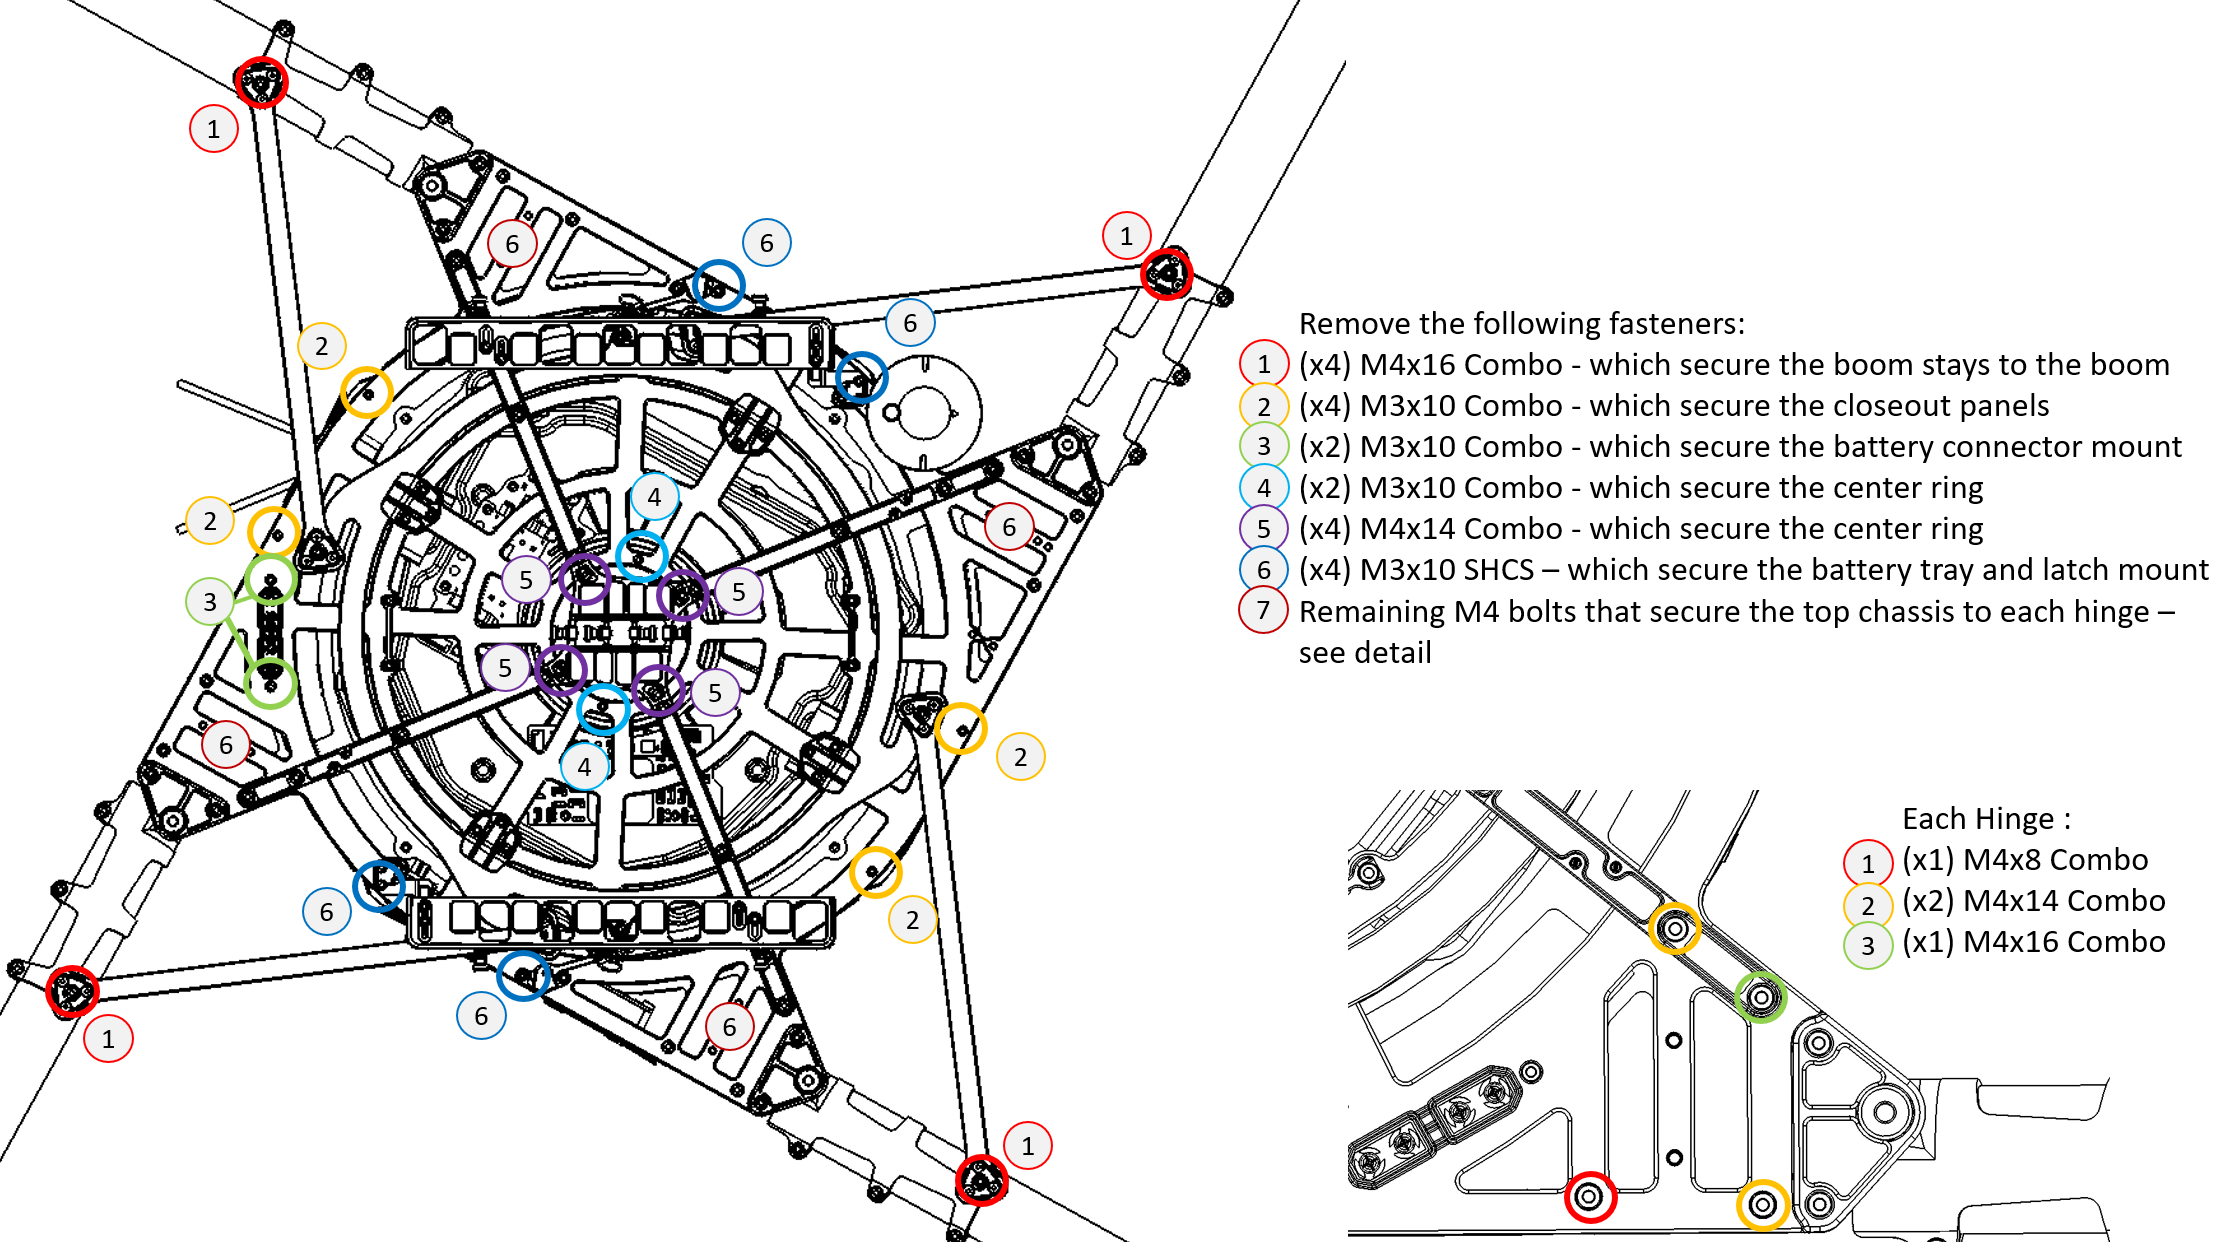 1
6
6
1
6
2
2
4
6
5
5
3
5
5
6
2
4
6
2
6
6
1
1
Remove the following fasteners:
1 (x4) M4x16 Combo - which secure the boom stays to the boom
2 (x4) M3x10 Combo - which secure the closeout panels
3 (x2) M3x10 Combo - which secure the battery connector mount
4 (x2) M3x10 Combo - which secure the center ring
5 (x4) M4x14 Combo - which secure the center ring
6 (x4) M3x10 SHCS – which secure the battery tray and latch mount
7 Remaining M4 bolts that secure the top chassis to each hinge –
see detail
Each Hinge :
1 (x1) M4x8 Combo
2 (x2) M4x14 Combo
3 (x1) M4x16 Combo